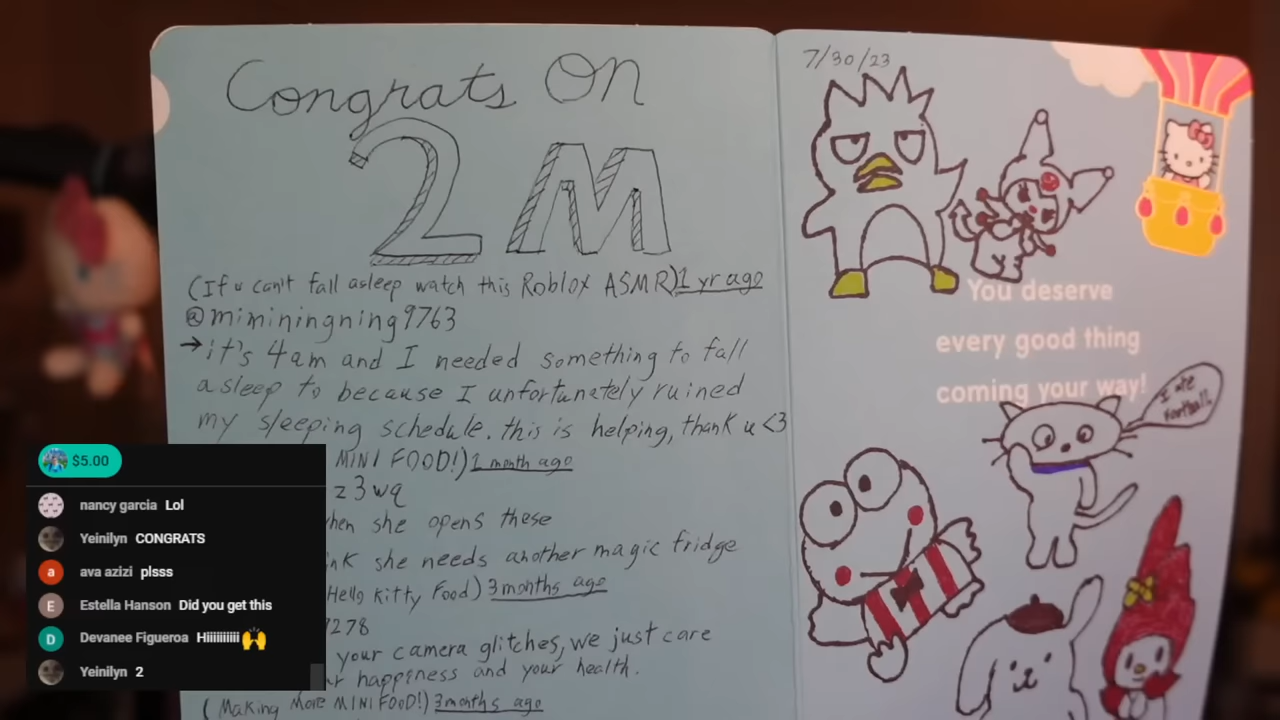 Congrats On
2M
(If u can't fall asleep watch this Roblox ASMR) 1 yr ago
@miminingning9763
→ it's 4am and I needed something to fall
asleep to because I unfortunately ruined
my sleeping schedule. this is helping, thank u <3
MINI FOOD!) 1 month ago
z3wq
when she opens these
she needs another magic fridge
Hello Kitty Food) 3 months ago
278
your camera glitches, we just care
happiness and your health.
(Making More MINI FOOD!) 3 months ago
7/30/23
You deserve
every good thing
coming your way!
I ate
football
$5.00
nancy garcia Lol
Yeinilyn CONGRATS
a ava azizi plsss
E Estella Hanson Did you get this
D Devanee Figueroa Hiiiiiiiiiii 🙌
Yeinilyn 2